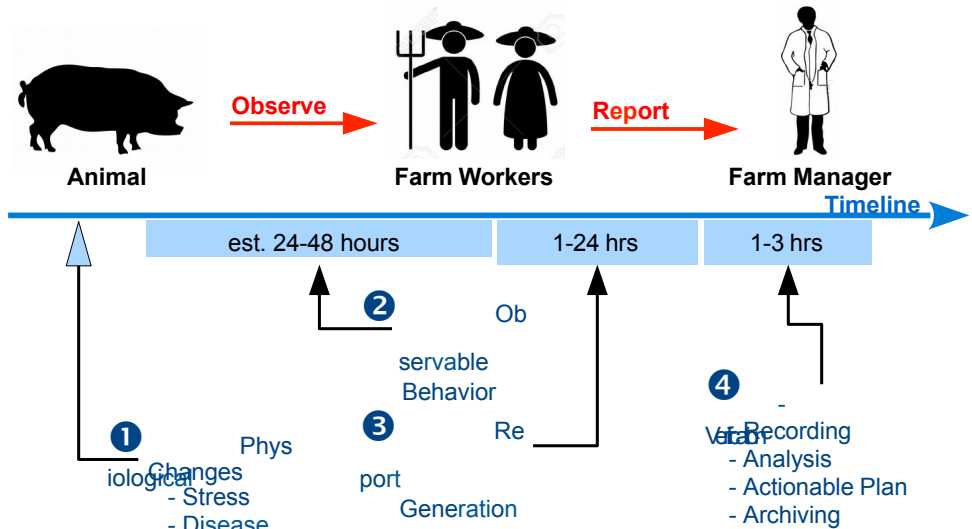 Observe
Report
Animal
Farm Workers
Farm Manager
Timeline
est. 24-48 hours
1-24 hrs
1-3 hrs
2
Ob
servable
Behavior
1
Phys
iological
Changes
- Stress
- Disease
3
Re
port
Generation
4
-
- Recording
- Analysis
- Actionable Plan
- Archiving